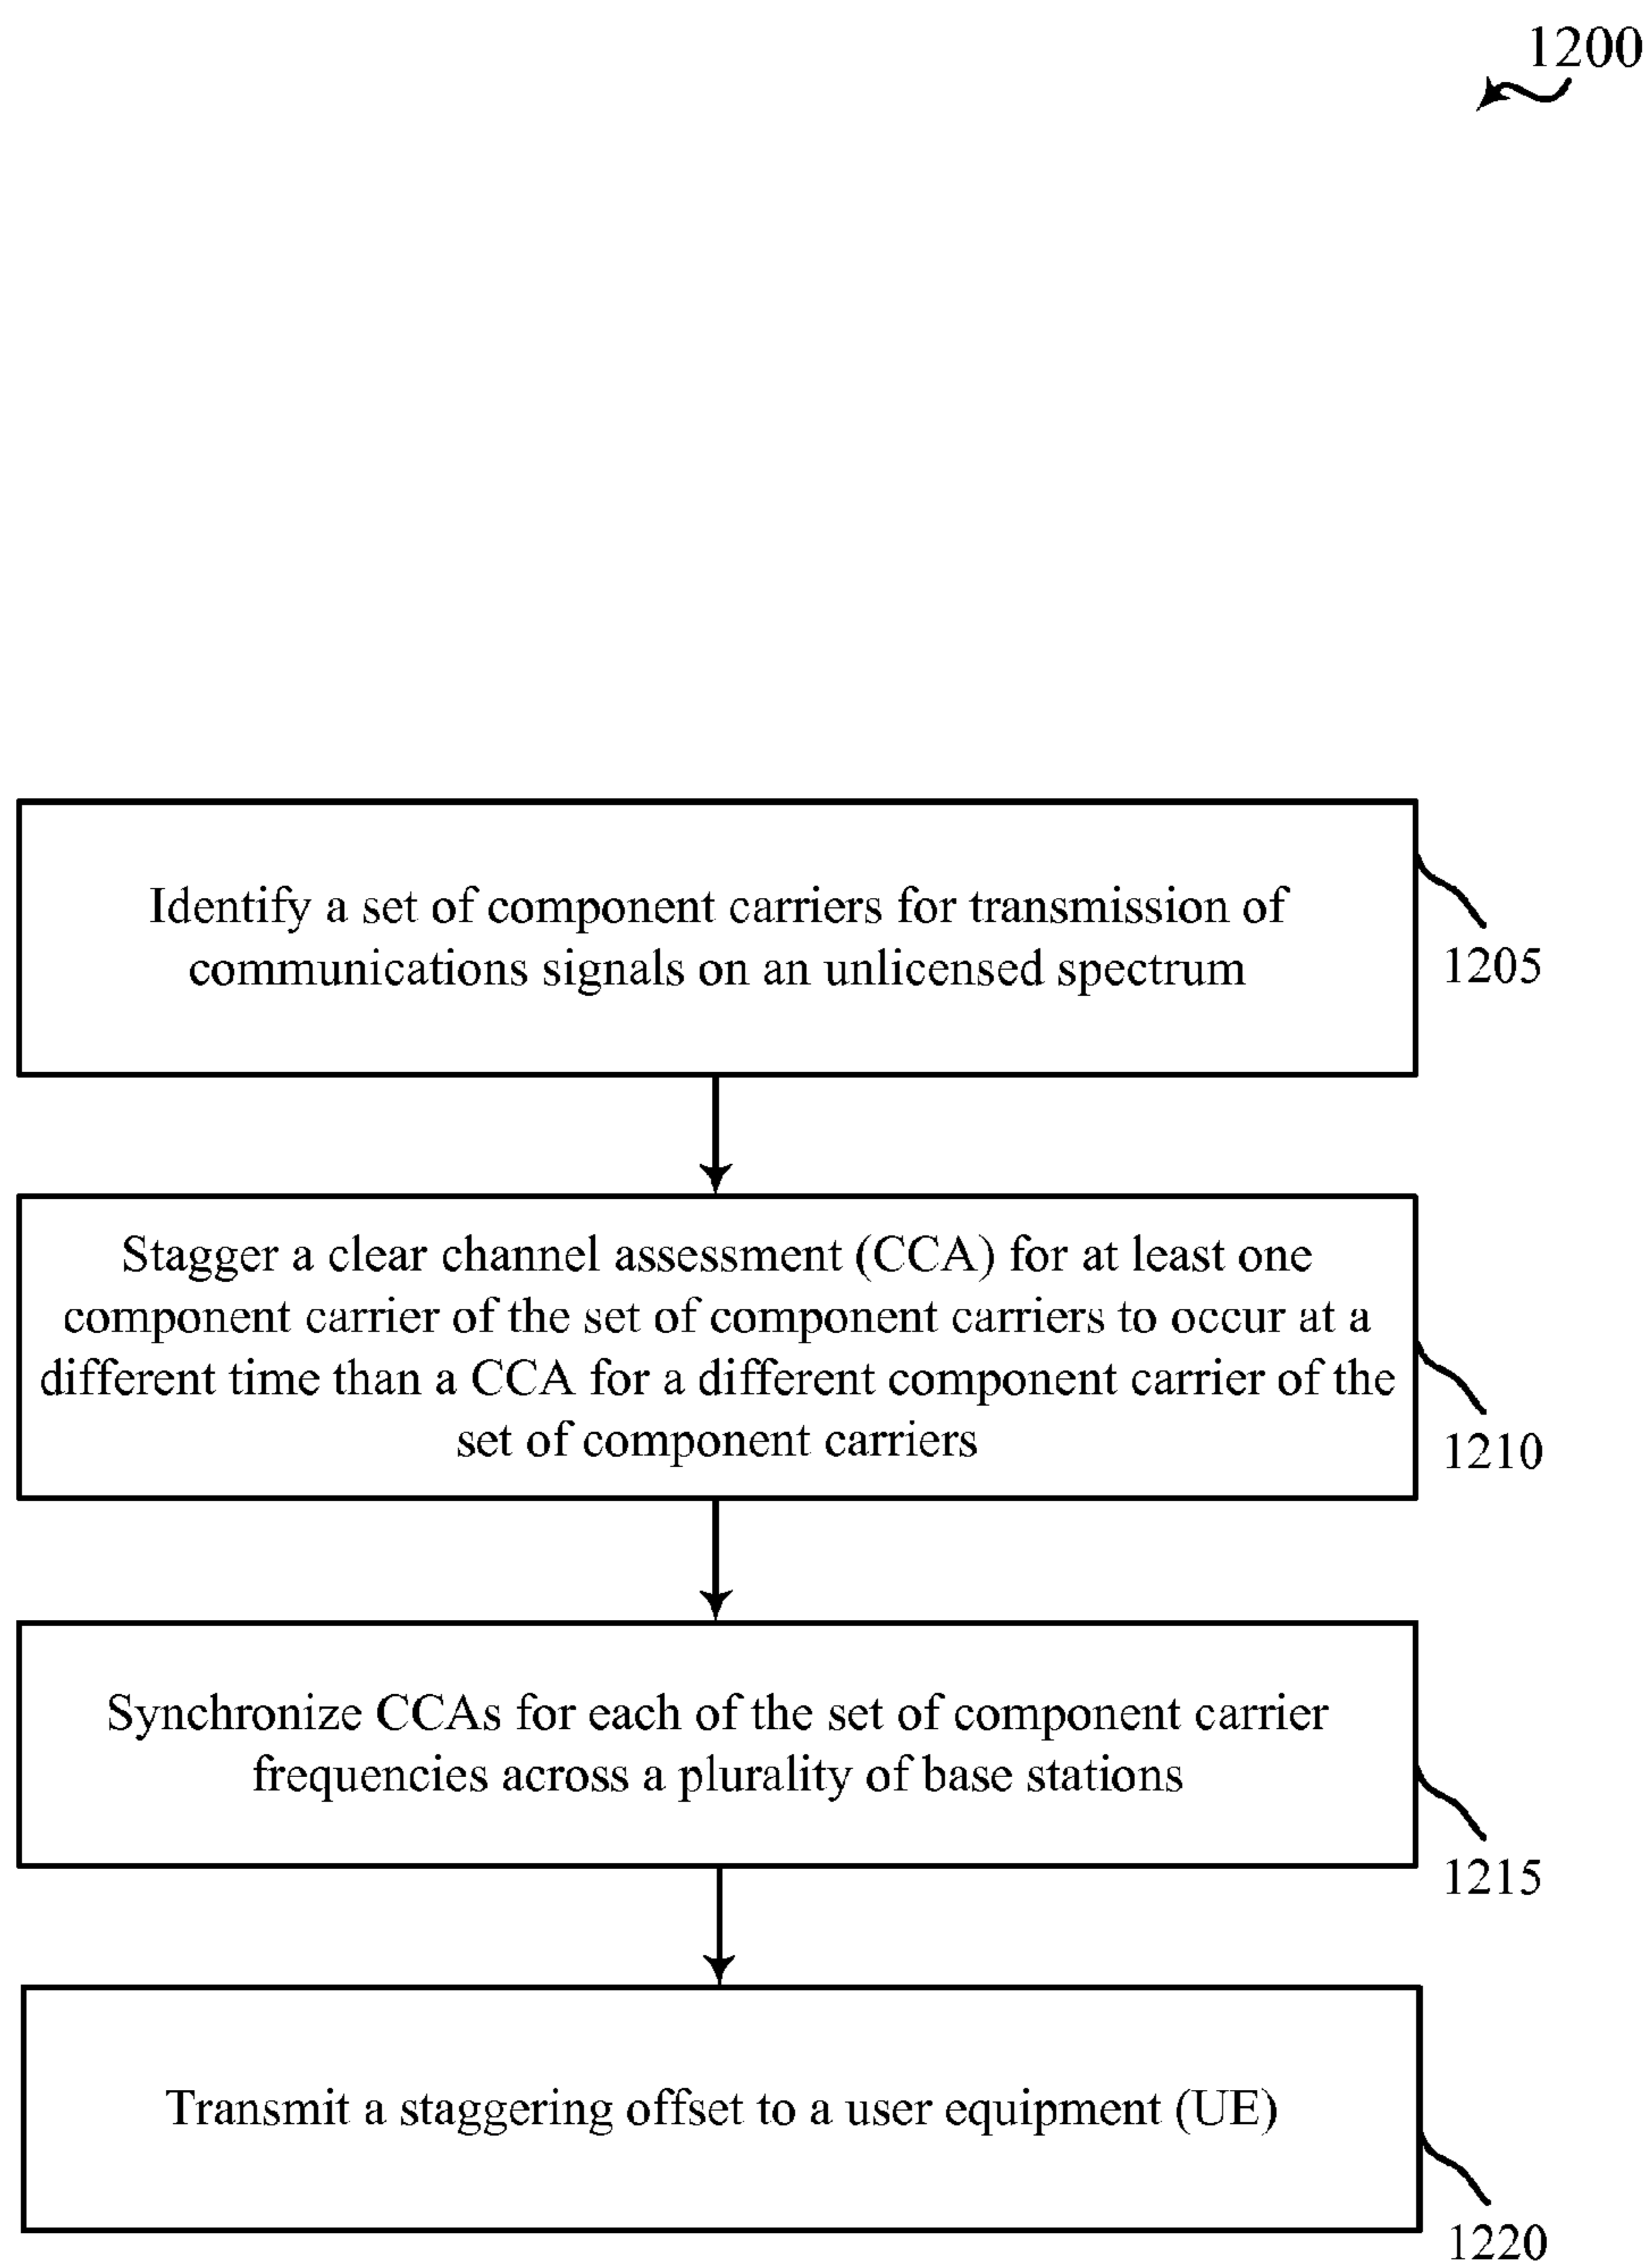 1200
Identify a set of component carriers for transmission of
communications signals on an unlicensed spectrum
1205
Stagger a clear channel assessment (CCA) for at least one
component carrier of the set of component carriers to occur at a
different time than a CCA for a different component carrier of the
set of component carriers
1210
Synchronize CCAs for each of the set of component carrier
frequencies across a plurality of base stations
1215
Transmit a staggering offset to a user equipment (UE)
1220